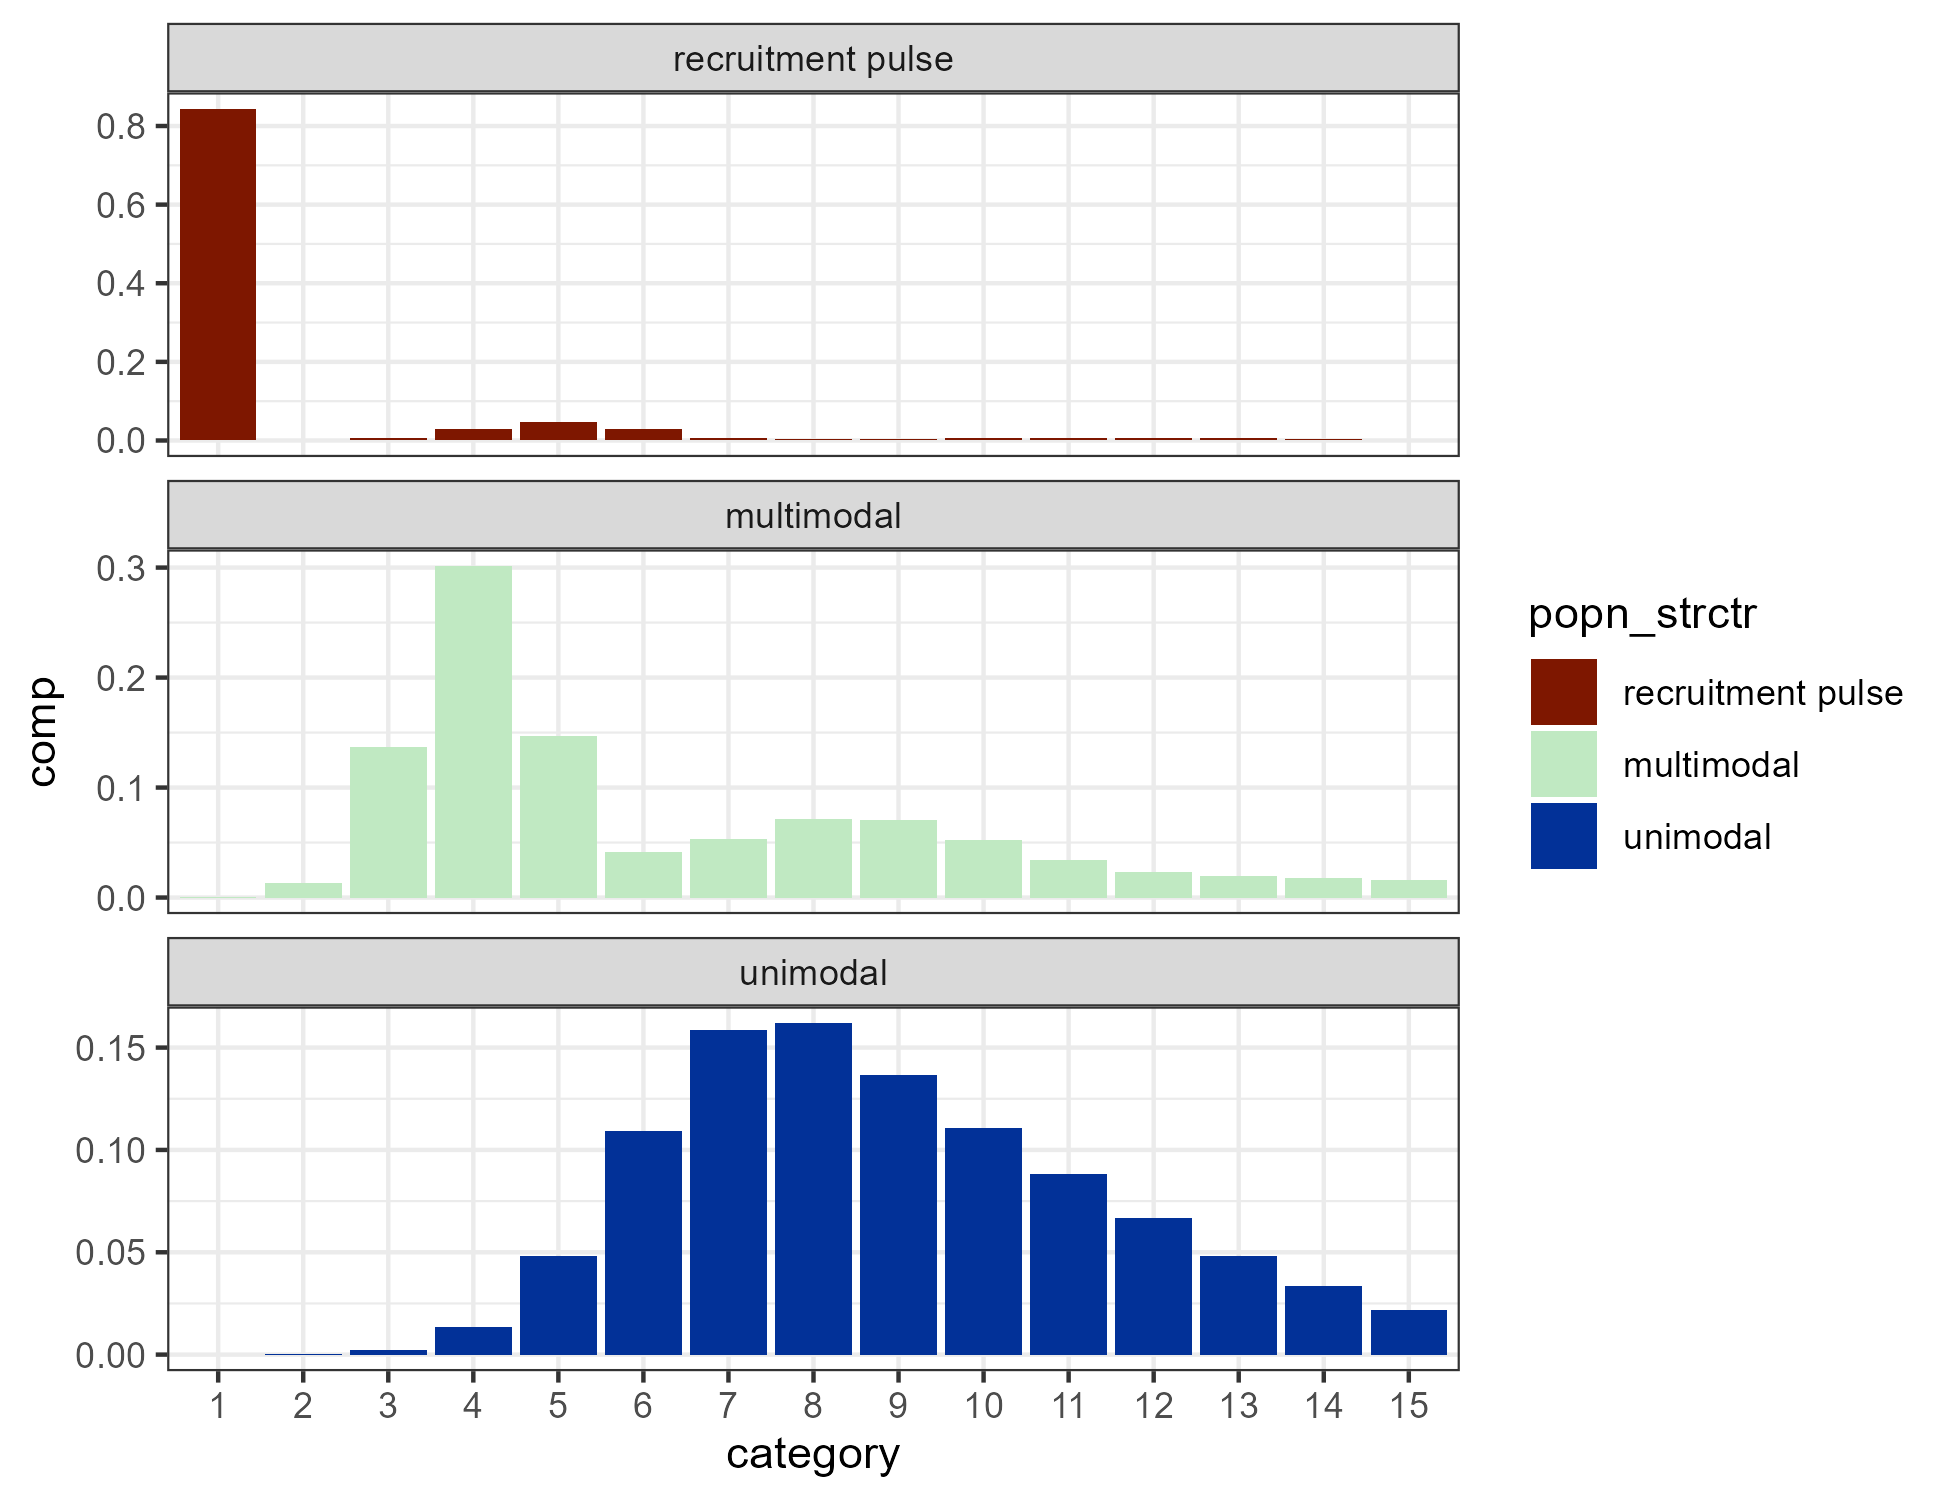 recruitment pulse
0.8
0.6
0.4
0.2
0.0
multimodal
0.3
0.2
0.1
0.0
comp
unimodal
0.15
0.10
0.05
0.00
1 2 3 4 5 6 7 8 9 10 11 12 13 14 15
category
popn_strctr
recruitment pulse
multimodal
unimodal